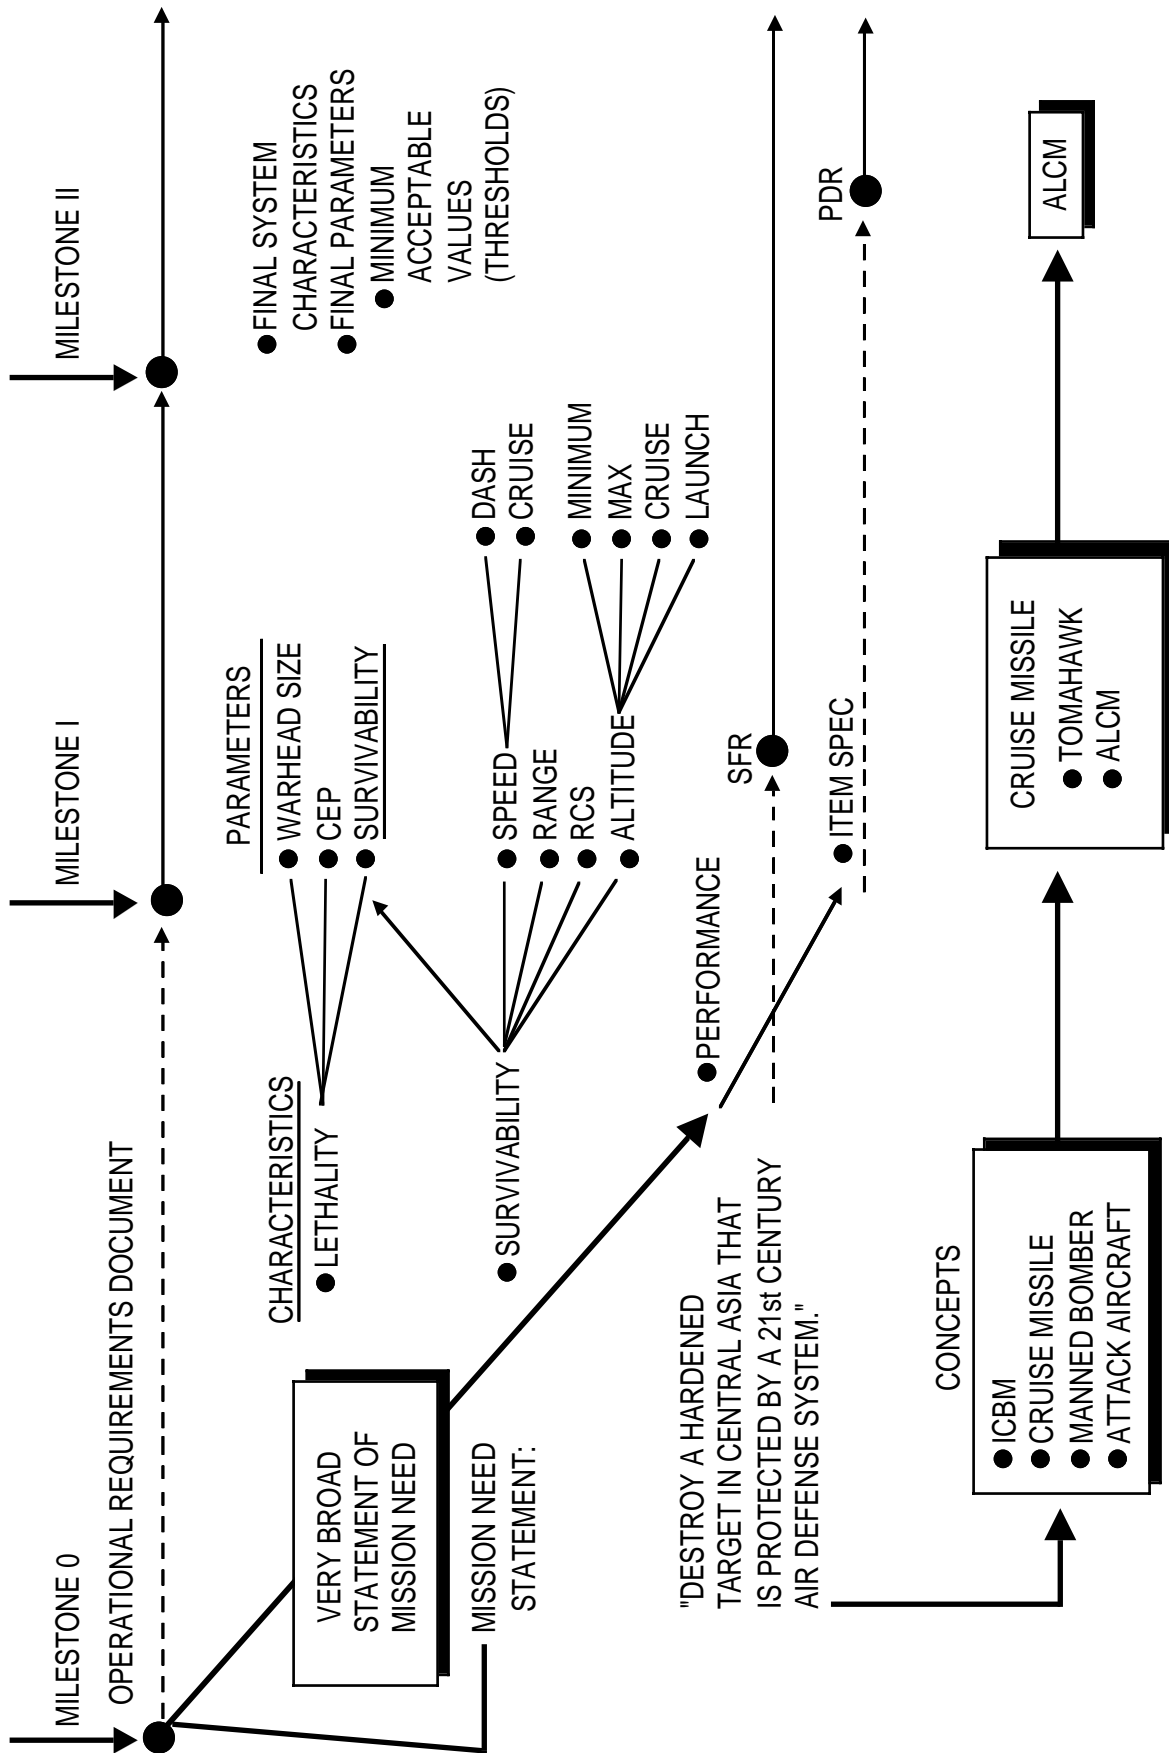 MILESTONE 0
MILESTONE I
MILESTONE II
OPERATIONAL REQUIREMENTS DOCUMENT
VERY BROAD
STATEMENT OF
MISSION NEED
MISSION NEED
STATEMENT:
CHARACTERISTICS
● LETHALITY
● SURVIVABILITY
PARAMETERS
● WARHEAD SIZE
● CEP
● SURVIVABILITY
● SPEED
● RANGE
● RCS
● ALTITUDE
● DASH
● CRUISE
● MINIMUM
● MAX
● CRUISE
● LAUNCH
● FINAL SYSTEM
CHARACTERISTICS
● FINAL PARAMETERS
● MINIMUM
ACCEPTABLE
VALUES
(THRESHOLDS)
"DESTROY A HARDENED
TARGET IN CENTRAL ASIA THAT
IS PROTECTED BY A 21st CENTURY
AIR DEFENSE SYSTEM."
● PERFORMANCE
SFR
● ITEM SPEC
PDR
CONCEPTS
● ICBM
● CRUISE MISSILE
● MANNED BOMBER
● ATTACK AIRCRAFT
CRUISE MISSILE
● TOMAHAWK
● ALCM
ALCM